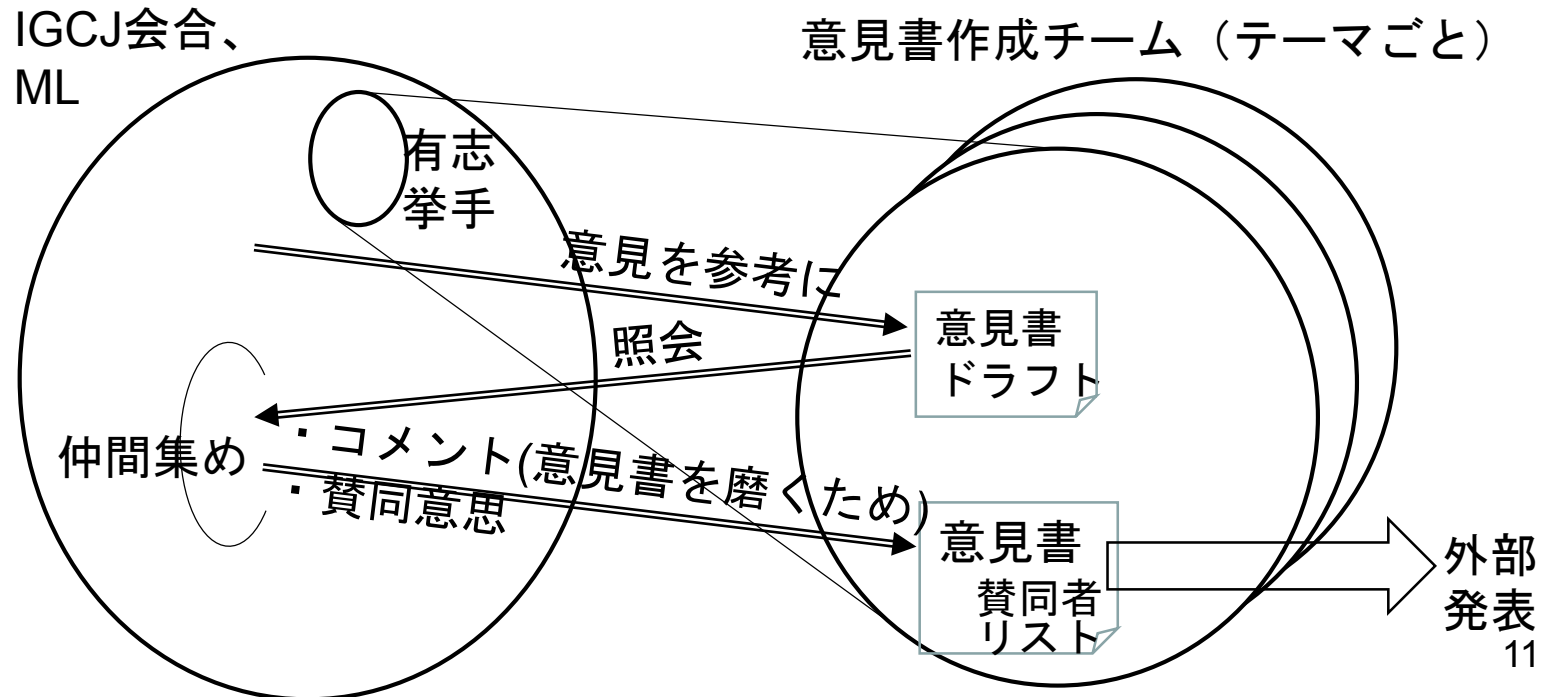 IGCJ会合、
ML
意見書作成チーム（テーマごと）
有志
挙手
意見を参考に
照会
意見書
ドラフト
仲間集め
・コメント(意見書を磨くため)
・賛同意思
意見書
賛同者
リスト
外部
発表
11